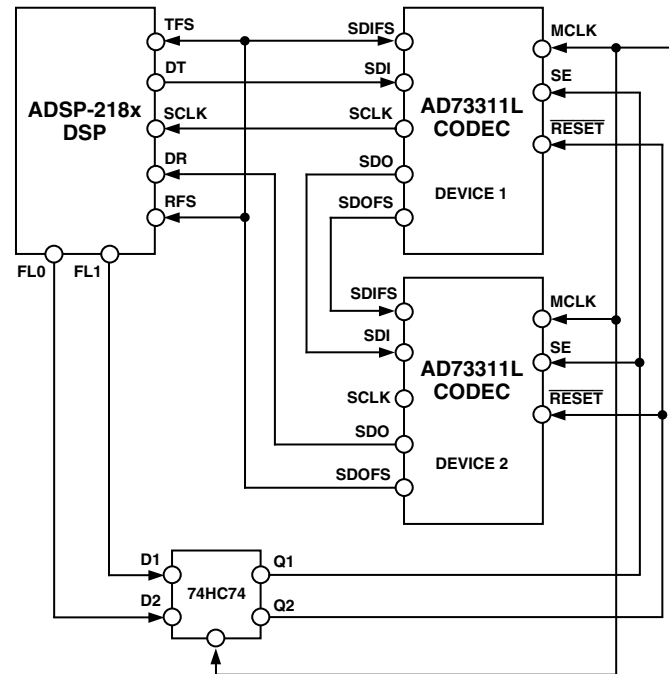 TFS
DT
SCLK
DR
RFS
ADSP-218x
DSP
FL0
FL1
SDIFS
SDI
SCLK
SDO
SDOFS
AD73311L
CODEC
DEVICE 1
MCLK
SE
RESET
SDIFS
SDI
SCLK
SDO
SDOFS
AD73311L
CODEC
DEVICE 2
MCLK
SE
RESET
D1
D2
74HC74
Q1
Q2